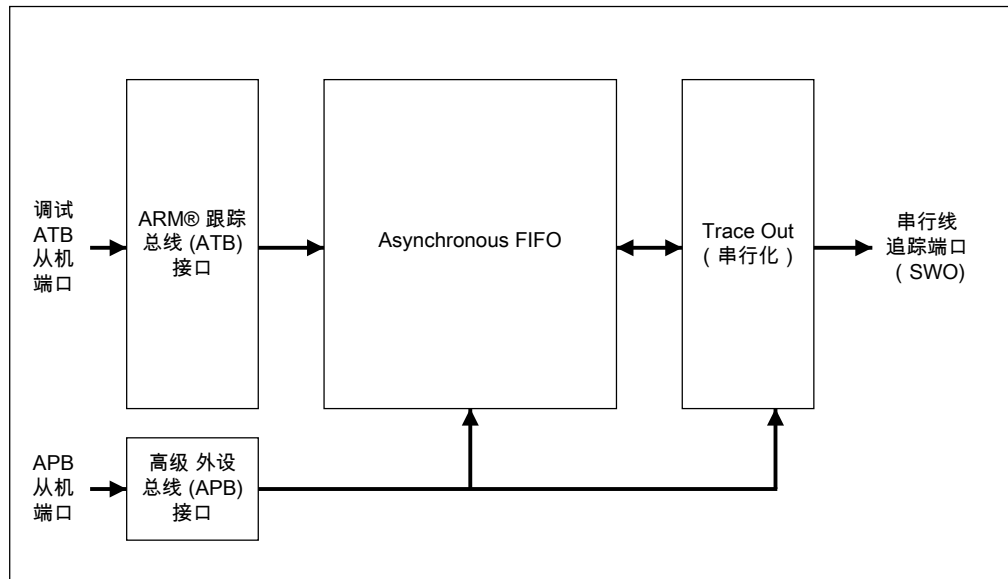 调试
ATB
从机
端口
ARM® 跟踪
总线 (ATB)
接口
Asynchronous FIFO
Trace Out
( 串行化 )
串行线
追踪端口
( SWO)
APB
从机
端口
高级 外设
总线 (APB)
接口